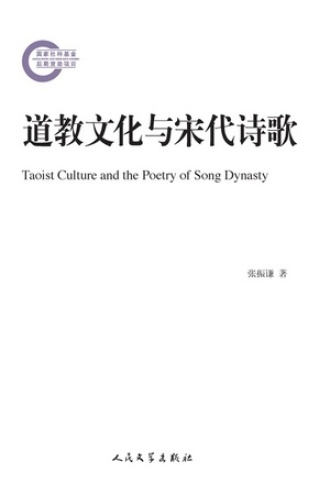 国家社科基金
后期资助项目
道教文化与宋代诗歌
Taoist Culture and the Poetry of Song Dynasty
张振谦 著
人民文学出版社